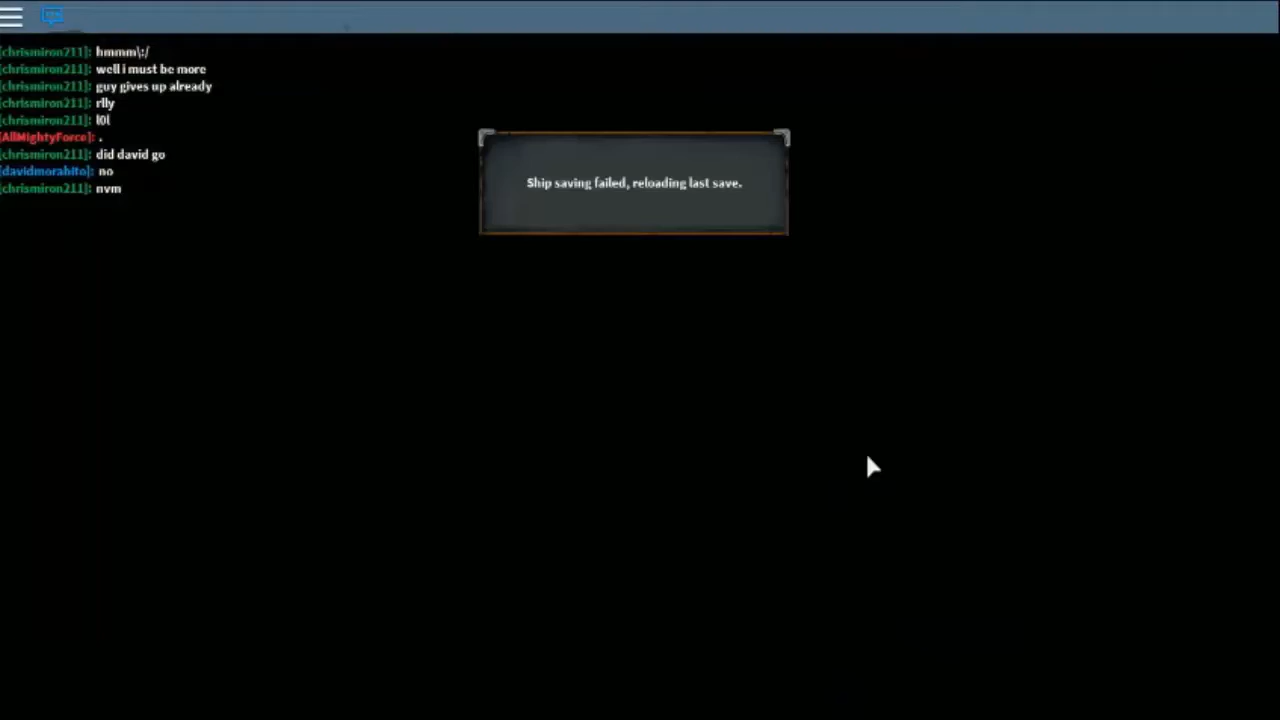 [chrismiron211]: hmmm\:/
[chrismiron211]: well i must be more
[chrismiron211]: guy gives up already
[chrismiron211]: rlly
[chrismiron211]: l0l
[AllMightyForce]: .
[chrismiron211]: did david go
[davidmorabito]: no
[chrismiron211]: nvm
Ship saving failed, reloading last save.